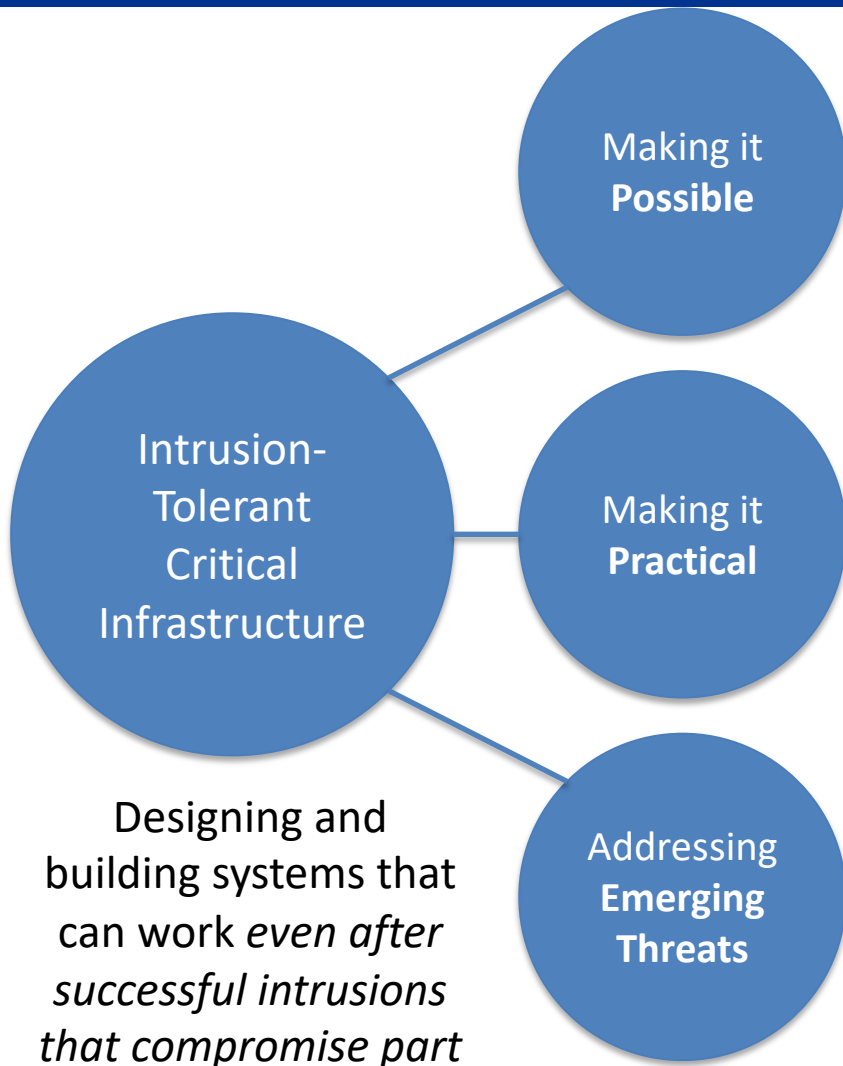 Making it
Possible
Intrusion-
Tolerant
Critical
Infrastructure
Making it
Practical
Addressing
Emerging
Threats
Designing and
building systems that
can work even after
successful intrusions
that compromise part